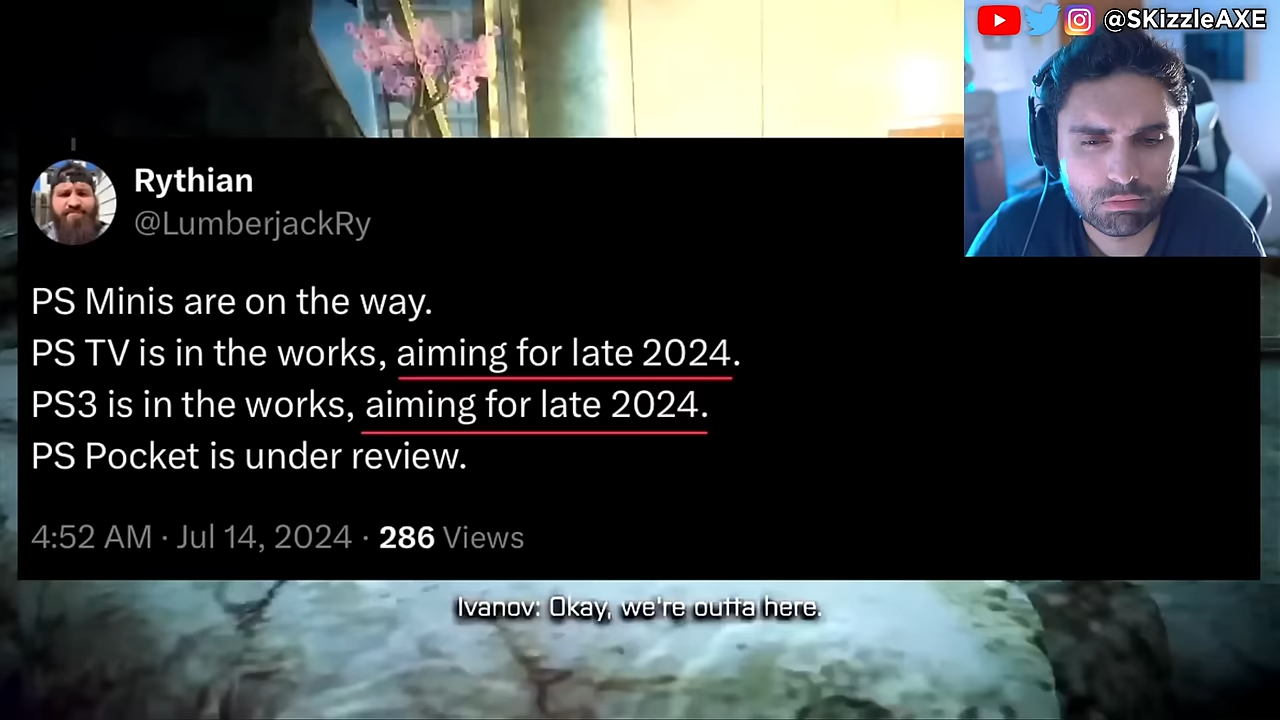 @SKizzleAXE
Rythian
@LumberjackRy
PS Minis are on the way.
PS TV is in the works, aiming for late 2024.
PS3 is in the works, aiming for late 2024.
PS Pocket is under review.
4:52 AM · Jul 14, 2024 · 286 Views
Ivanov: Okay, we're outta here.